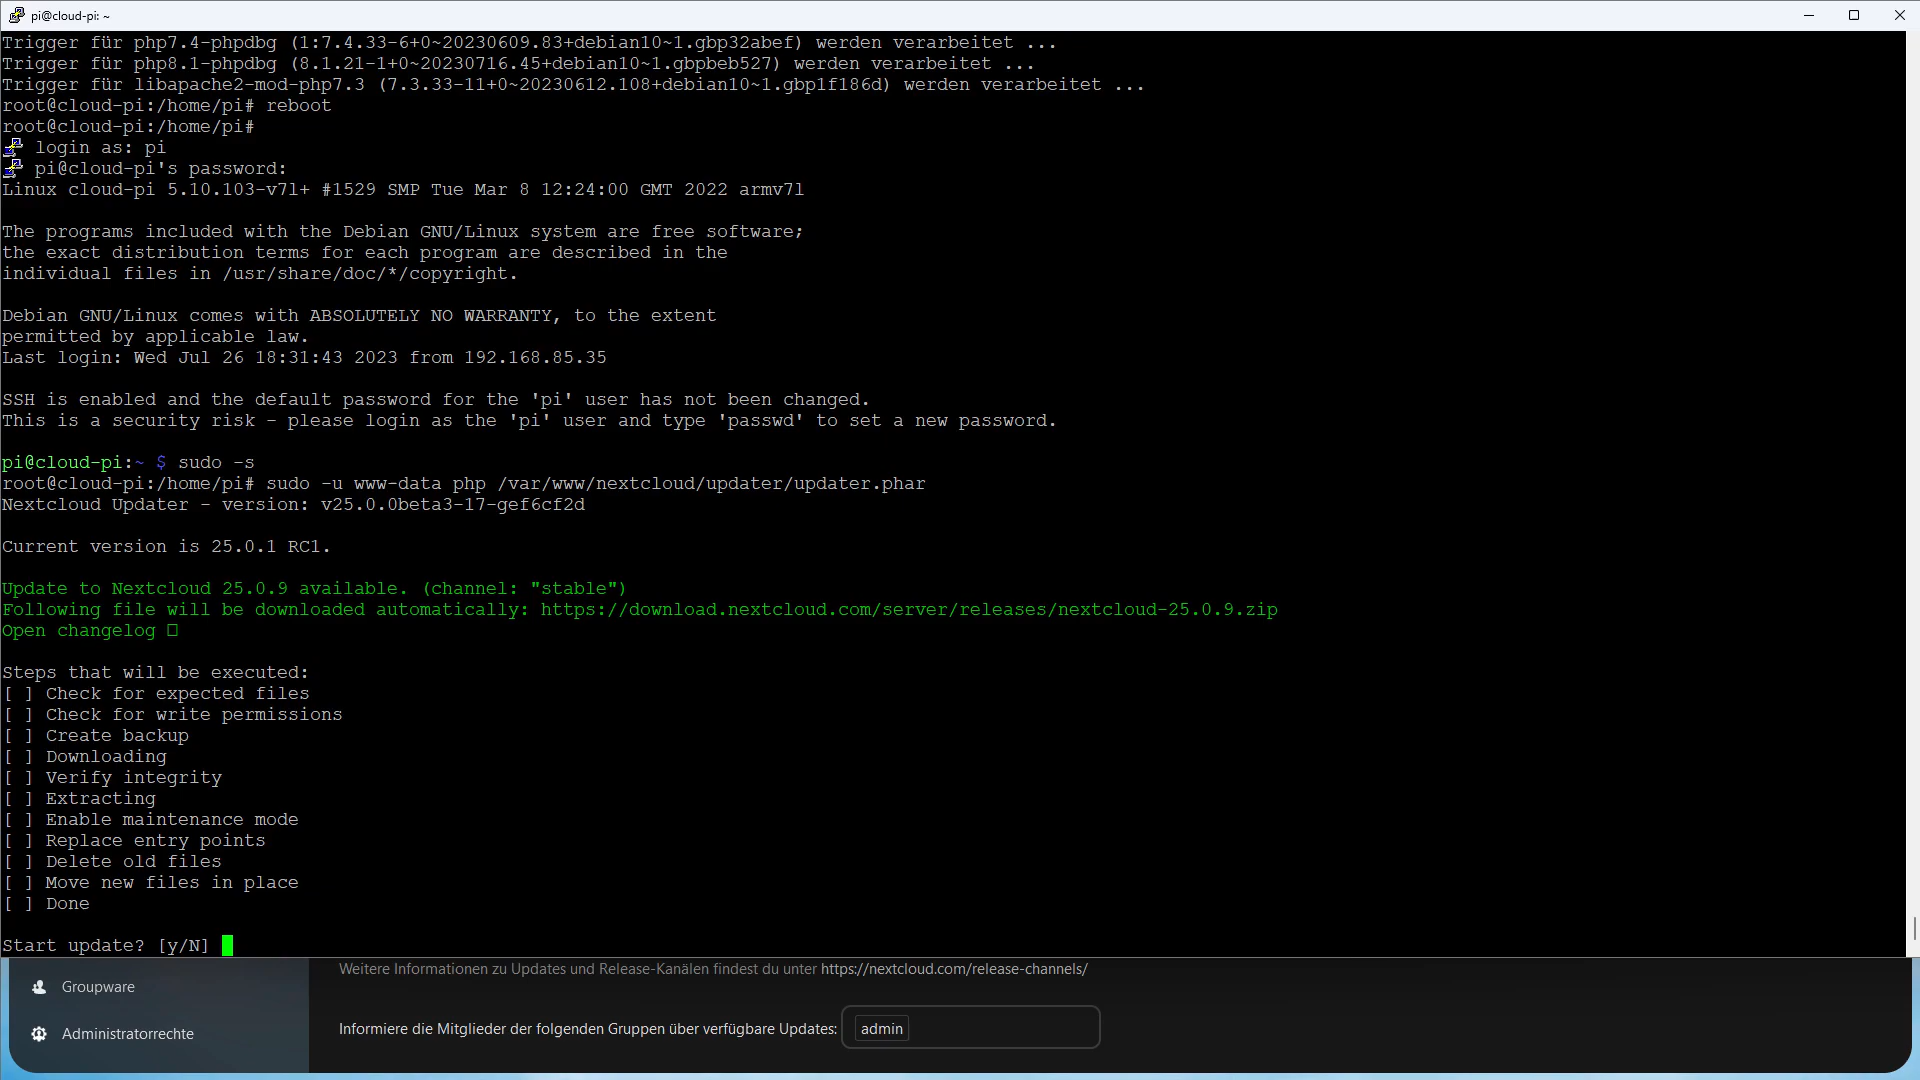 pi@cloud-pi: ~
Trigger für php7.4-phpdbg (1:7.4.33-6+0~20230609.83+debian10~1.gbp32abef) werden verarbeitet ...
Trigger für php8.1-phpdbg (8.1.21-1+0~20230716.45+debian10~1.gbpbeb527) werden verarbeitet ...
Trigger für libapache2-mod-php7.3 (7.3.33-11+0~20230612.108+debian10~1.gbp1f186d) werden verarbeitet ...
root@cloud-pi:/home/pi# reboot
root@cloud-pi:/home/pi#
login as: pi
pi@cloud-pi's password:
Linux cloud-pi 5.10.103-v7l+ #1529 SMP Tue Mar 8 12:24:00 GMT 2022 armv7l
The programs included with the Debian GNU/Linux system are free software;
the exact distribution terms for each program are described in the
individual files in /usr/share/doc/*/copyright.
Debian GNU/Linux comes with ABSOLUTELY NO WARRANTY, to the extent
permitted by applicable law.
Last login: Wed Jul 26 18:31:43 2023 from 192.168.85.35
SSH is enabled and the default password for the 'pi' user has not been changed.
This is a security risk - please login as the 'pi' user and type 'passwd' to set a new password.
pi@cloud-pi:~ $ sudo -s
root@cloud-pi:/home/pi# sudo -u www-data php /var/www/nextcloud/updater/updater.phar
Nextcloud Updater - version: v25.0.0beta3-17-gef6cf2d
Current version is 25.0.1 RC1.
Update to Nextcloud 25.0.9 available. (channel: "stable")
Following file will be downloaded automatically: https://download.nextcloud.com/server/releases/nextcloud-25.0.9.zip
Open changelog □
Steps that will be executed:
[ ] Check for expected files
[ ] Check for write permissions
[ ] Create backup
[ ] Downloading
[ ] Verify integrity
[ ] Extracting
[ ] Enable maintenance mode
[ ] Replace entry points
[ ] Delete old files
[ ] Move new files in place
[ ] Done
Start update? [y/N]
Weitere Informationen zu Updates und Release-Kanälen findest du unter https://nextcloud.com/release-channels/
Groupware
Informiere die Mitglieder der folgenden Gruppen über verfügbare Updates: admin
Administratorrechte